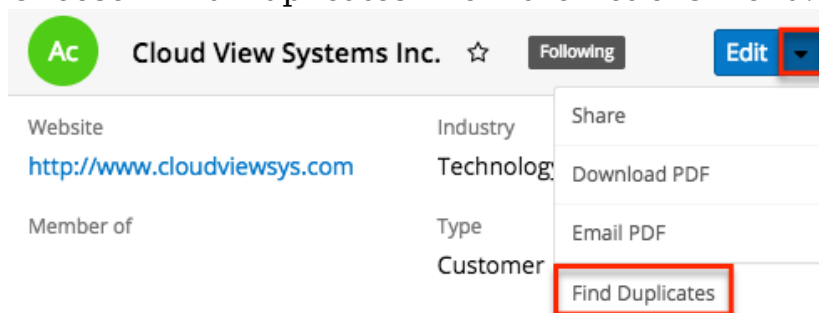 Ac Cloud View Systems Inc. ☆ Following Edit
Website Industry Share
http://www.cloudviewsys.com Technology Download PDF
Member of Type Email PDF
Customer
Find Duplicates